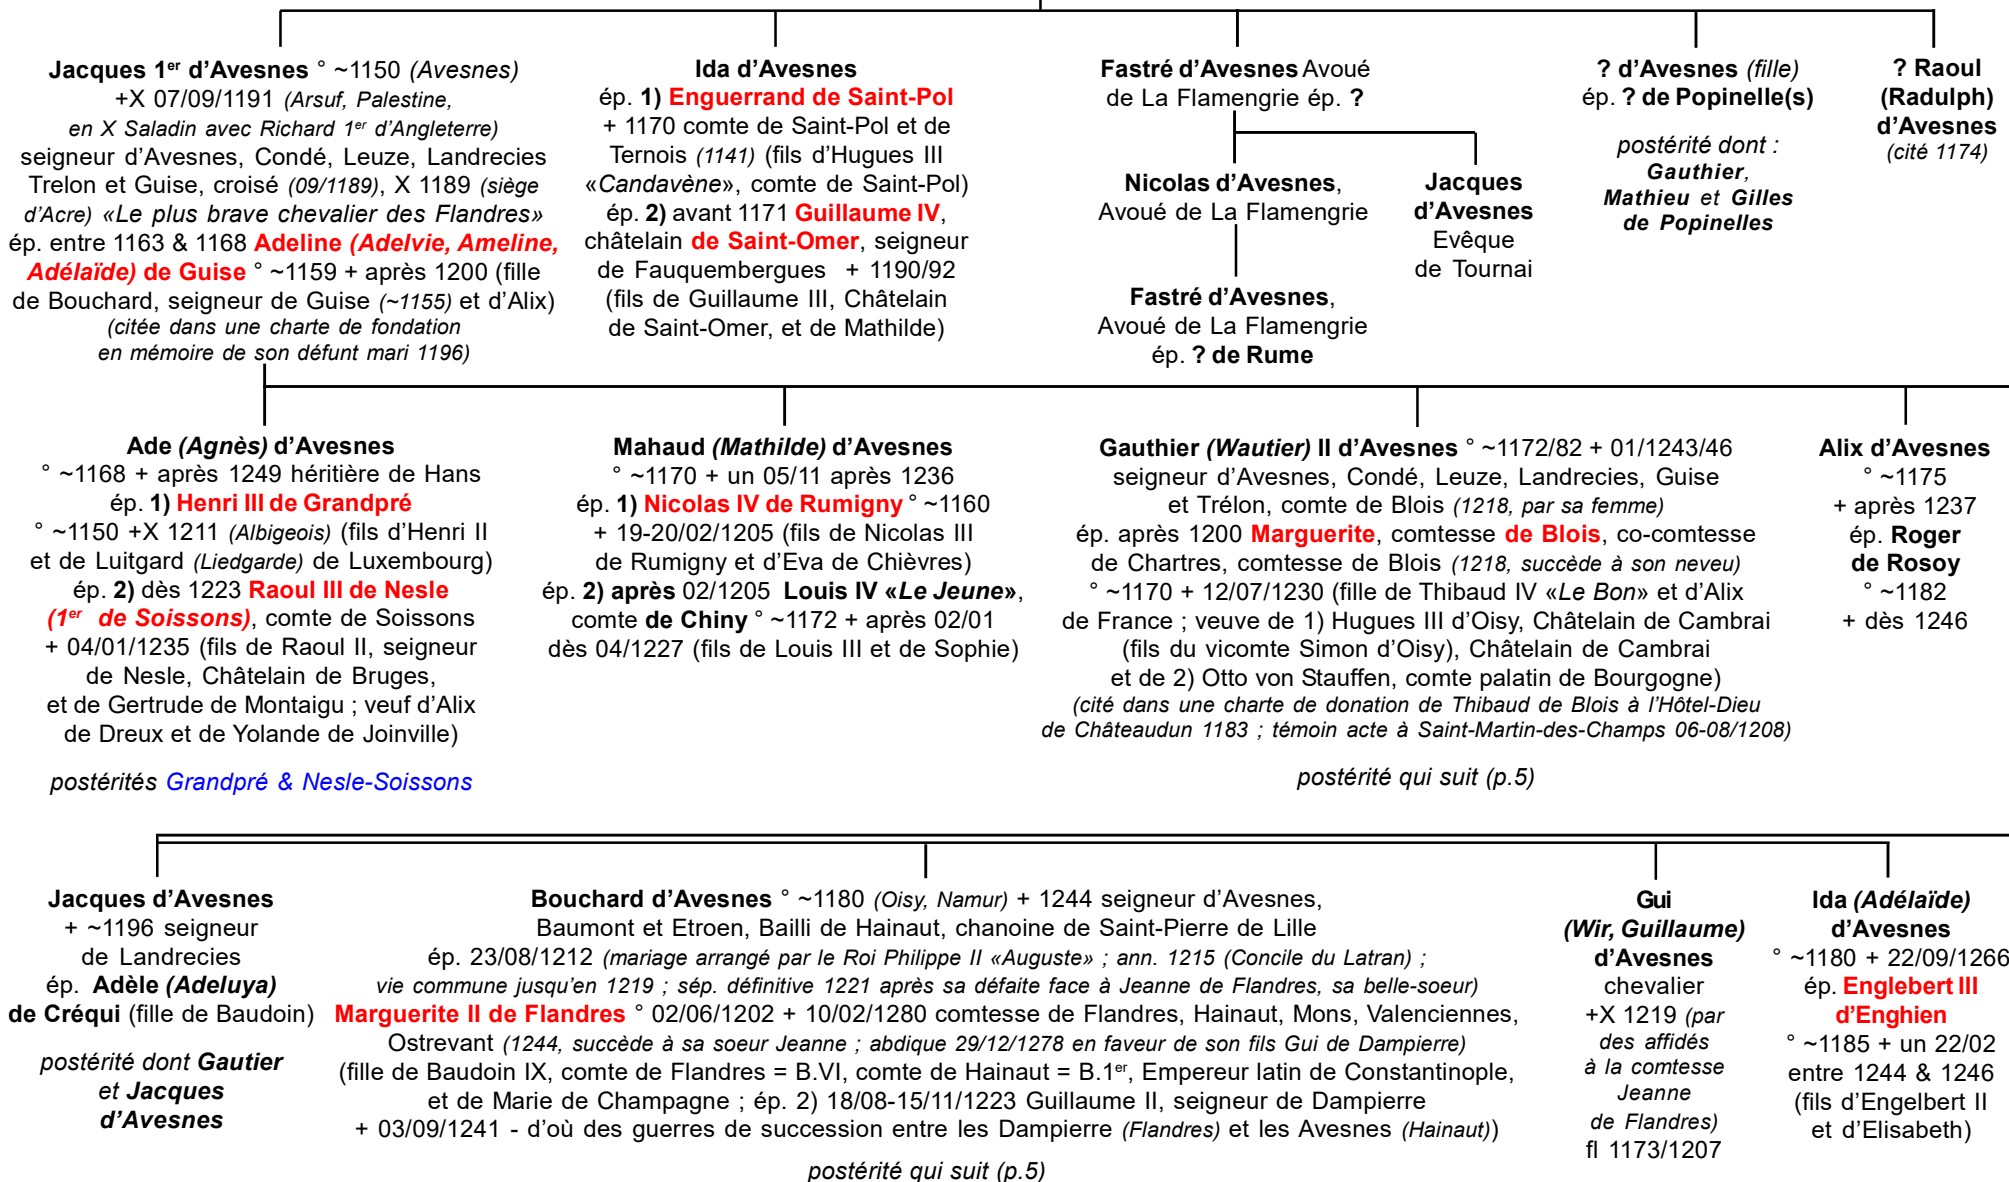 Jacques 1er d'Avesnes ° ~1150 (Avesnes)
+X 07/09/1191 (Arsuf, Palestine,
en X Saladin avec Richard 1er d'Angleterre)
seigneur d'Avesnes, Condé, Leuze, Landrecies
Trelon et Guise, croisé (09/1189), X 1189 (siège
d'Acre) «Le plus brave chevalier des Flandres»
ép. entre 1163 & 1168 Adeline (Adelvie, Ameline,
Adélaïde) de Guise ° ~1159 + après 1200 (fille
de Bouchard, seigneur de Guise (~1155) et d'Alix)
(citée dans une charte de fondation
en mémoire de son défunt mari 1196)
Ida d'Avesnes
ép. 1) Enguerrand de Saint-Pol
+ 1170 comte de Saint-Pol et de
Ternois (1141) (fils d'Hugues III
«Candavène», comte de Saint-Pol)
ép. 2) avant 1171 Guillaume IV,
châtelain de Saint-Omer, seigneur
de Fauquembergues + 1190/92
(fils de Guillaume III, Châtelain
de Saint-Omer, et de Mathilde)
Fastré d'Avesnes Avoué
de La Flamengrie ép. ?
Nicolas d'Avesnes,
Avoué de La Flamengrie
Jacques
d'Avesnes
Evêque
de Tournai
Fastré d'Avesnes,
Avoué de La Flamengrie
ép. ? de Rume
? d'Avesnes (fille)
ép. ? de Popinelle(s)
postérité dont :
Gauthier,
Mathieu et Gilles
de Popinelles
? Raoul
(Radulph)
d'Avesnes
(cité 1174)
Ade (Agnès) d'Avesnes
° ~1168 + après 1249 héritière de Hans
ép. 1) Henri III de Grandpré
° ~1150 +X 1211 (Albigeois) (fils d'Henri II
et de Luitgard (Liedgarde) de Luxembourg)
ép. 2) dès 1223 Raoul III de Nesle
(1er de Soissons), comte de Soissons
+ 04/01/1235 (fils de Raoul II, seigneur
de Nesle, Châtelain de Bruges,
et de Gertrude de Montaigu ; veuf d'Alix
de Dreux et de Yolande de Joinville)
postérités Grandpré & Nesle-Soissons
Mahaud (Mathilde) d'Avesnes
° ~1170 + un 05/11 après 1236
ép. 1) Nicolas IV de Rumigny ° ~1160
+ 19-20/02/1205 (fils de Nicolas III
de Rumigny et d'Eva de Chièvres)
ép. 2) après 02/1205 Louis IV «Le Jeune»,
comte de Chiny ° ~1172 + après 02/01
dès 04/1227 (fils de Louis III et de Sophie)
Gauthier (Wautier) II d'Avesnes ° ~1172/82 + 01/1243/46
seigneur d'Avesnes, Condé, Leuze, Landrecies, Guise
et Trélon, comte de Blois (1218, par sa femme)
ép. après 1200 Marguerite, comtesse de Blois, co-comtesse
de Chartres, comtesse de Blois (1218, succède à son neveu)
° ~1170 + 12/07/1230 (fille de Thibaud IV «Le Bon» et d'Alix
de France ; veuve de 1) Hugues III d'Oisy, Châtelain de Cambrai
(fils du vicomte Simon d'Oisy), Châtelain de Cambrai
et de 2) Otto von Stauffen, comte palatin de Bourgogne)
(cité dans une charte de donation de Thibaud de Blois à l'Hôtel-Dieu
de Châteaudun 1183 ; témoin acte à Saint-Martin-des-Champs 06-08/1208)
postérité qui suit (p.5)
Alix d'Avesnes
° ~1175
+ après 1237
ép. Roger
de Rosoy
° ~1182
+ dès 1246
Jacques d'Avesnes
+ ~1196 seigneur
de Landrecies
ép. Adèle (Adeluya)
de Créqui (fille de Baudoin)
postérité dont Gautier
et Jacques
d'Avesnes
Bouchard d'Avesnes ° ~1180 (Oisy, Namur) + 1244 seigneur d'Avesnes,
Baumont et Etroen, Bailli de Hainaut, chanoine de Saint-Pierre de Lille
ép. 23/08/1212 (mariage arrangé par le Roi Philippe II «Auguste» ; ann. 1215 (Concile du Latran) ;
vie commune jusqu'en 1219 ; sép. définitive 1221 après sa défaite face à Jeanne de Flandres, sa belle-soeur)
Marguerite II de Flandres ° 02/06/1202 + 10/02/1280 comtesse de Flandres, Hainaut, Mons, Valenciennes,
Ostrevant (1244, succède à sa soeur Jeanne ; abdique 29/12/1278 en faveur de son fils Gui de Dampierre)
(fille de Baudoin IX, comte de Flandres = B.VI, comte de Hainaut = B.1er, Empereur latin de Constantinople,
et de Marie de Champagne ; ép. 2) 18/08-15/11/1223 Guillaume II, seigneur de Dampierre
+ 03/09/1241 - d'où des guerres de succession entre les Dampierre (Flandres) et les Avesnes (Hainaut))
postérité qui suit (p.5)
Gui
(Wir, Guillaume)
d'Avesnes
chevalier
+X 1219 (par
des affidés
à la comtesse
Jeanne
de Flandres)
fl 1173/1207
Ida (Adélaïde)
d'Avesnes
° ~1180 + 22/09/1266
ép. Englebert III
d'Enghien
° ~1185 + un 22/02
entre 1244 & 1246
(fils d'Engelbert II
et d'Elisabeth)